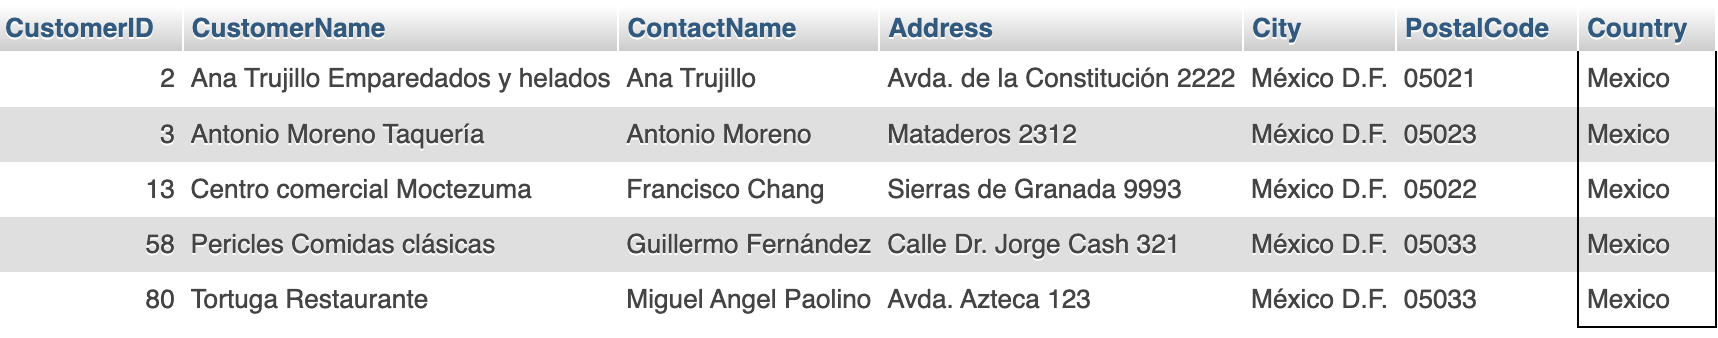 CustomerID CustomerName ContactName Address City PostalCode Country
2 Ana Trujillo Emparedados y helados Ana Trujillo Avda. de la Constitución 2222 México D.F. 05021 Mexico
3 Antonio Moreno Taquería Antonio Moreno Mataderos 2312 México D.F. 05023 Mexico
13 Centro comercial Moctezuma Francisco Chang Sierras de Granada 9993 México D.F. 05022 Mexico
58 Pericles Comidas clásicas Guillermo Fernández Calle Dr. Jorge Cash 321 México D.F. 05033 Mexico
80 Tortuga Restaurante Miguel Angel Paolino Avda. Azteca 123 México D.F. 05033 Mexico